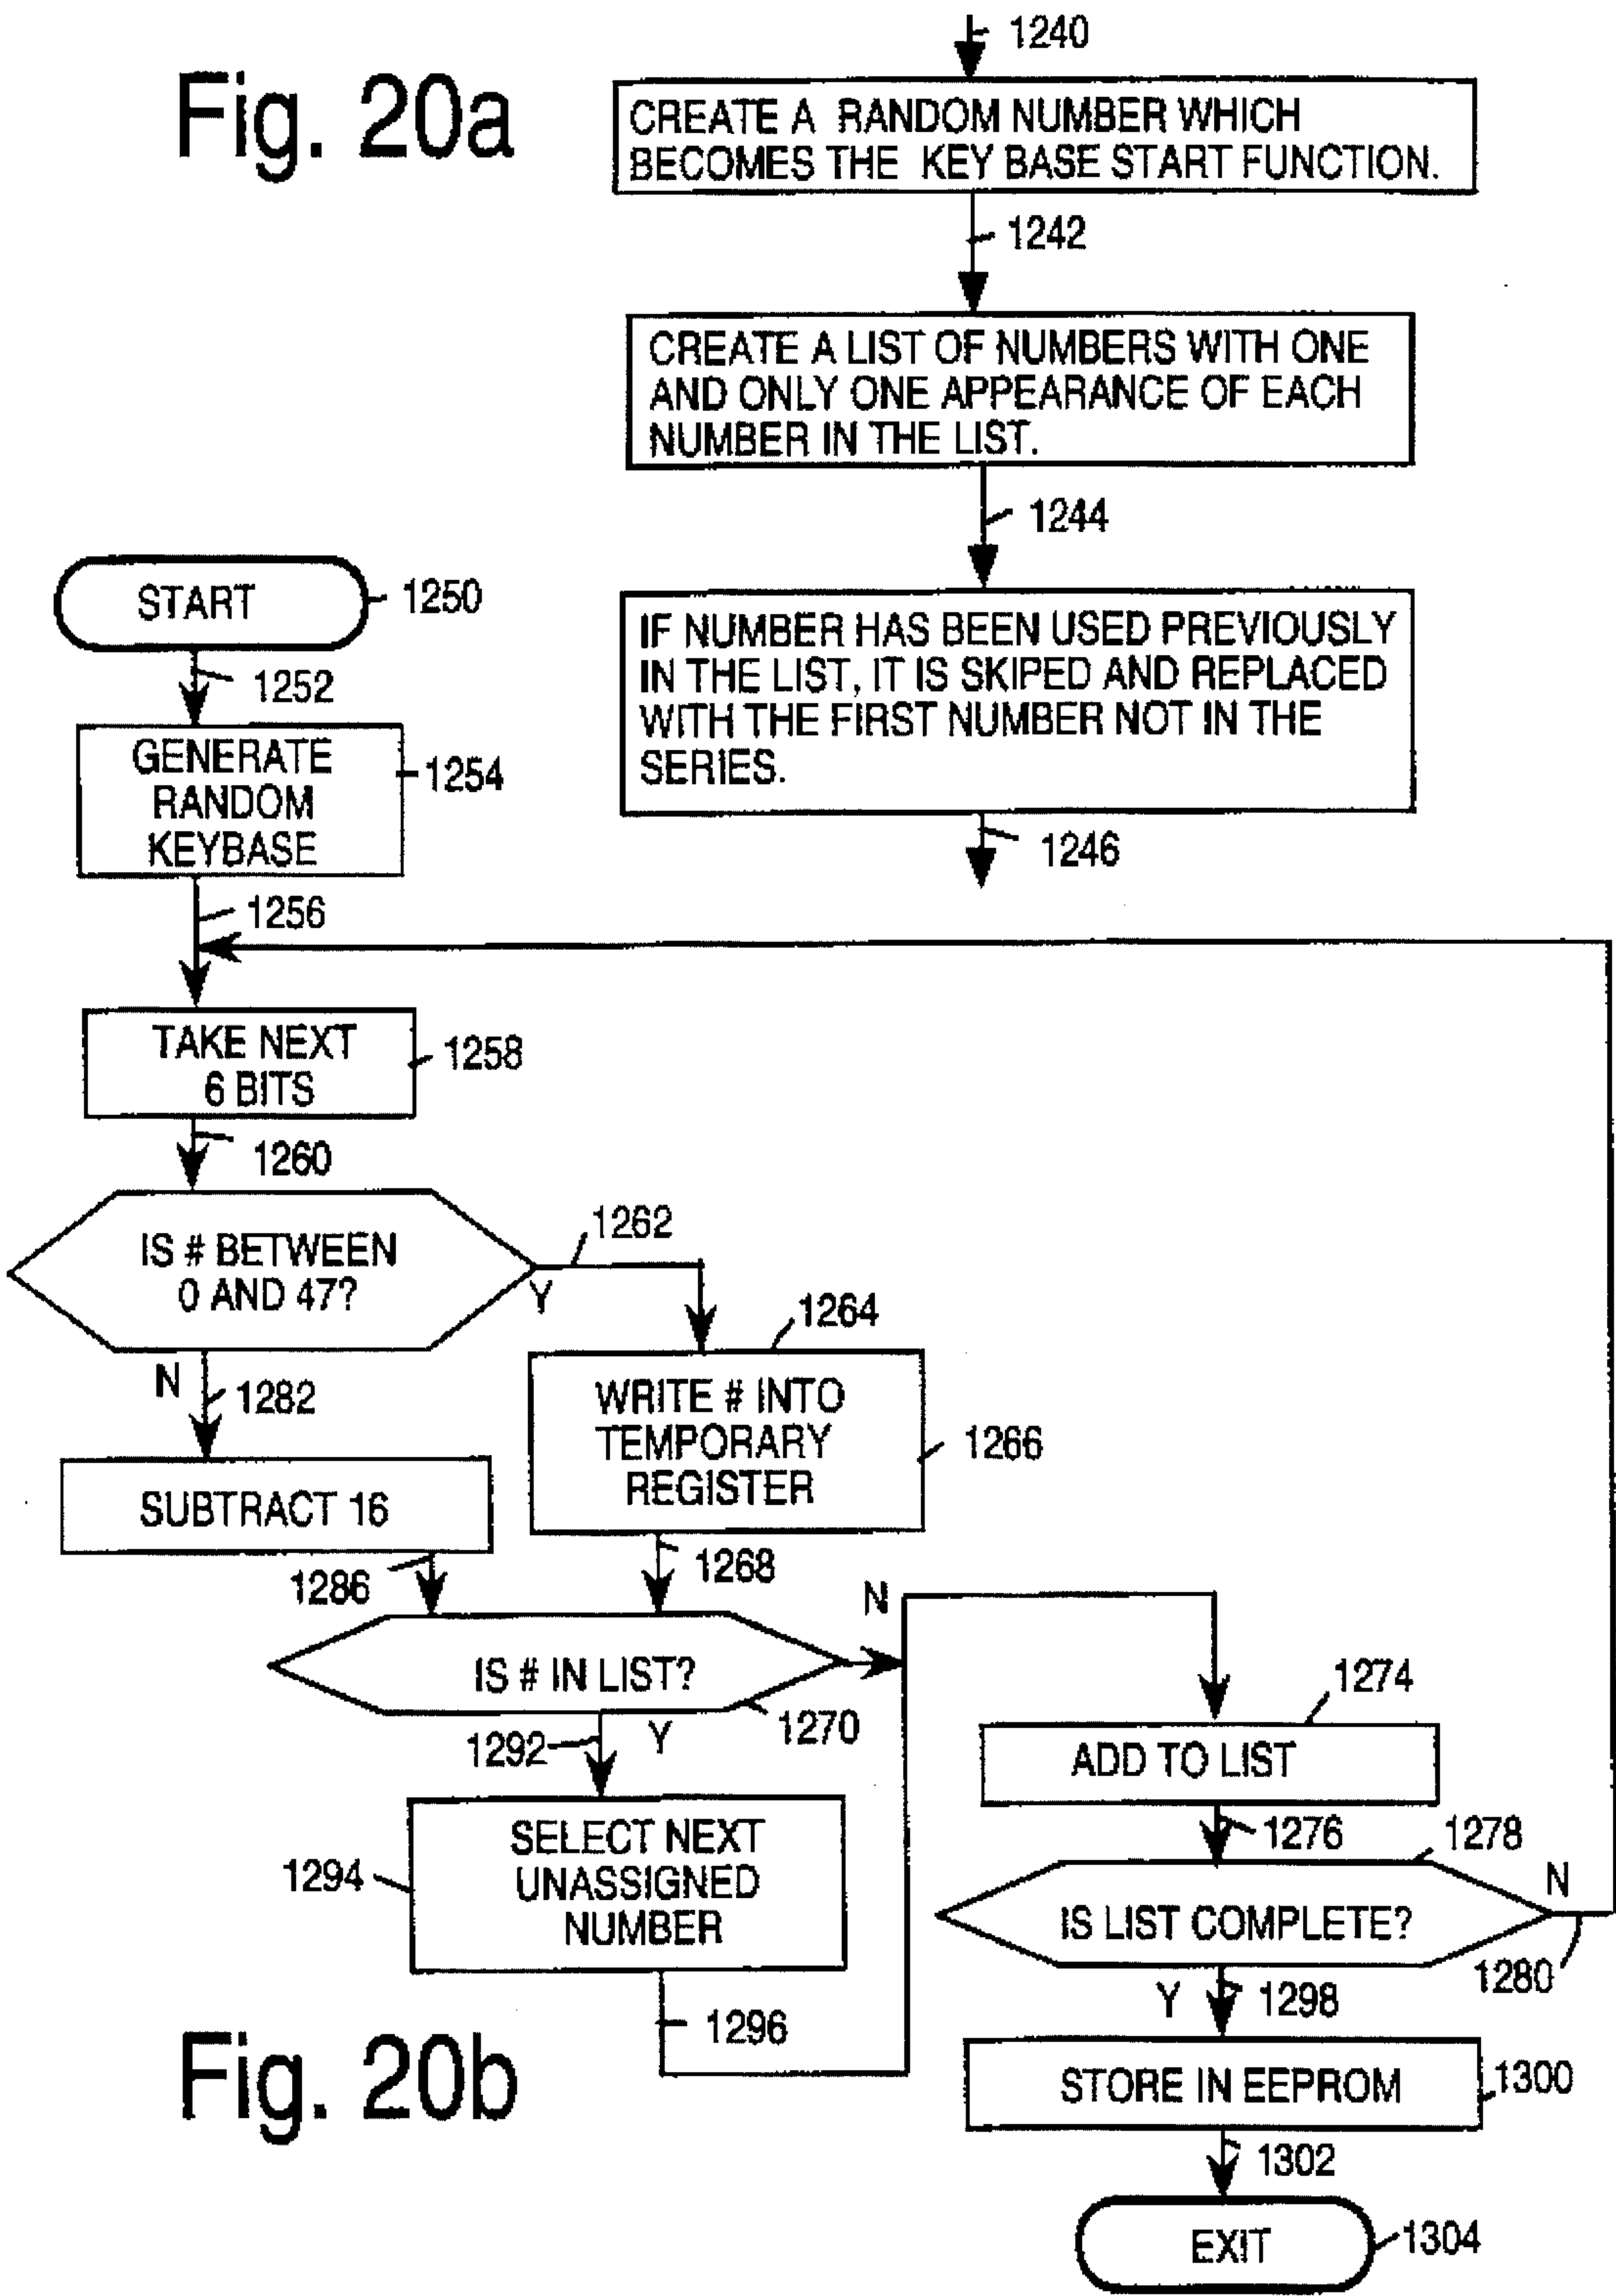 Fig. 20a
1240
CREATE A RANDOM NUMBER WHICH
BECOMES THE KEY BASE START FUNCTION.
1242
CREATE A LIST OF NUMBERS WITH ONE
AND ONLY ONE APPEARANCE OF EACH
NUMBER IN THE LIST.
1244
IF NUMBER HAS BEEN USED PREVIOUSLY
IN THE LIST, IT IS SKIPED AND REPLACED
WITH THE FIRST NUMBER NOT IN THE
SERIES.
1246
START
1250
1252
GENERATE
RANDOM
KEYBASE
1254
1256
TAKE NEXT
6 BITS
1258
1260
IS # BETWEEN
0 AND 47?
Y
1262
1264
WRITE # INTO
TEMPORARY
REGISTER
1266
N
1282
SUBTRACT 16
1286
1268
IS # IN LIST?
1270
N
1292
Y
1294
SELECT NEXT
UNASSIGNED
NUMBER
1296
1274
ADD TO LIST
1276
1278
IS LIST COMPLETE?
N
1280
Y
1298
STORE IN EEPROM
1300
1302
EXIT
1304
Fig. 20b